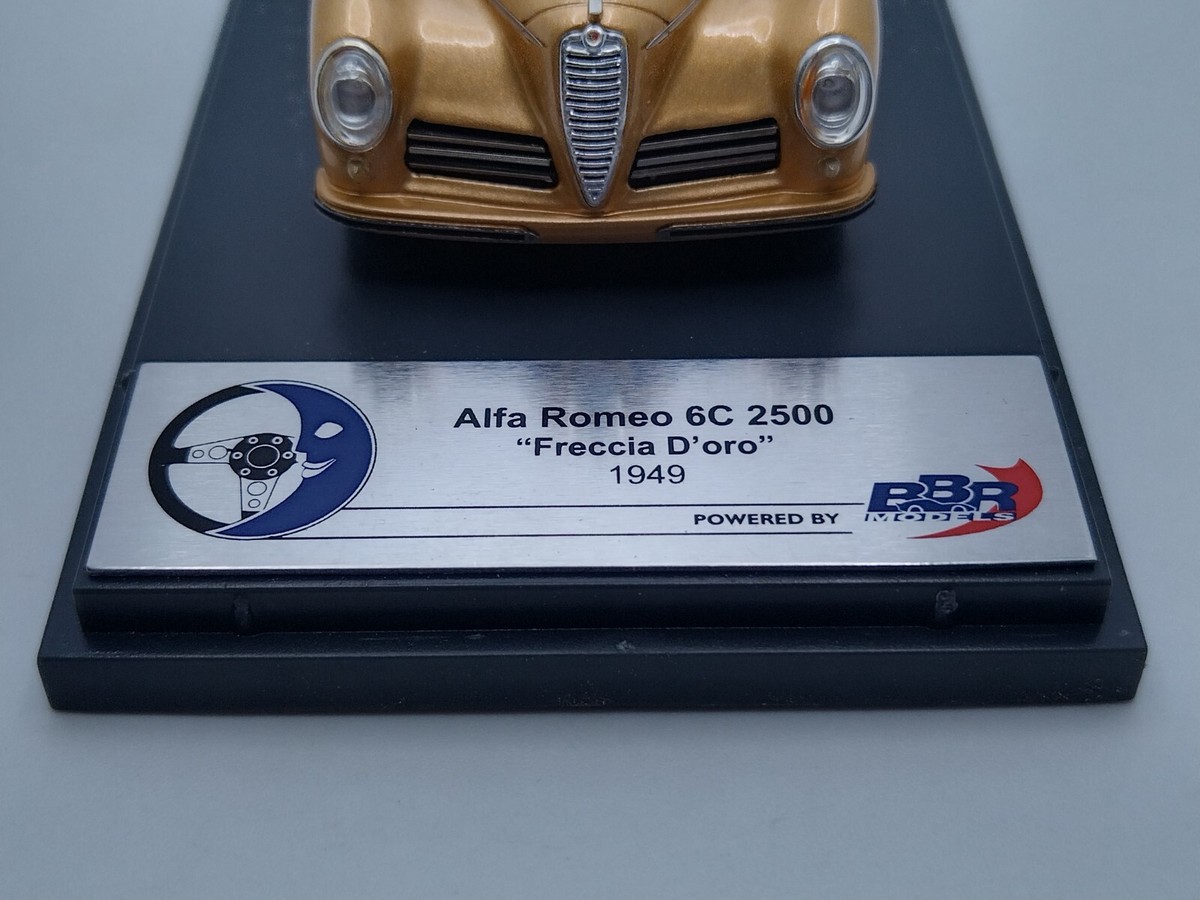 Alfa Romeo 6C 2500
“Freccia D’oro”
1949
POWERED BY
BBR
MODELS